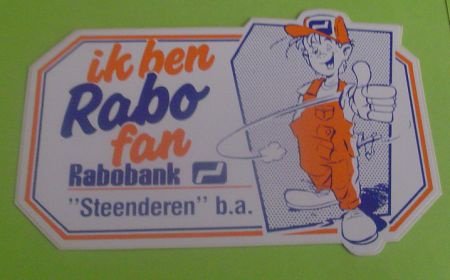 ik ben
Rabo
fan
Rabobank
"Steenderen" b.a.